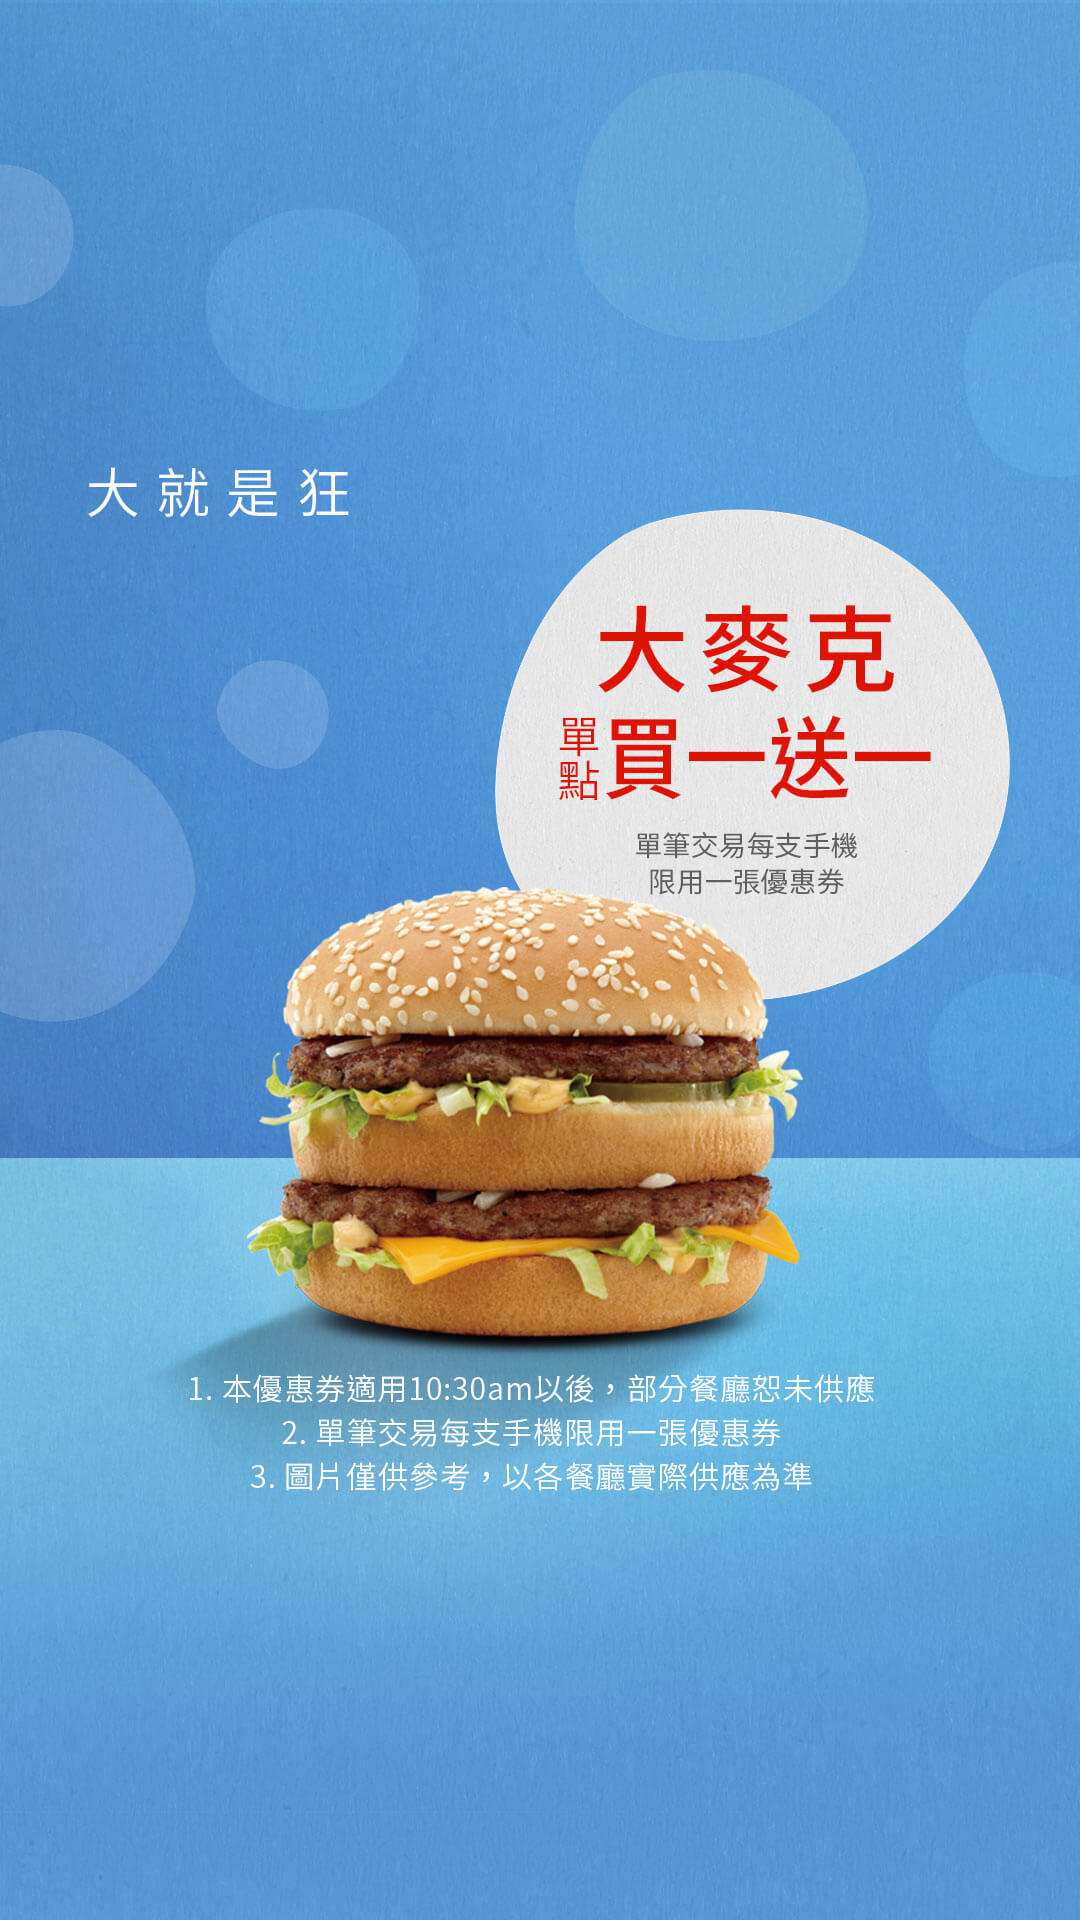 大就是狂
大麥克
單點買一送一
單筆交易每支手機
限用一張優惠券
1. 本優惠券適用10:30am以後，部分餐廳恕未供應
2. 單筆交易每支手機限用一張優惠券
3. 圖片僅供參考，以各餐廳實際供應為準